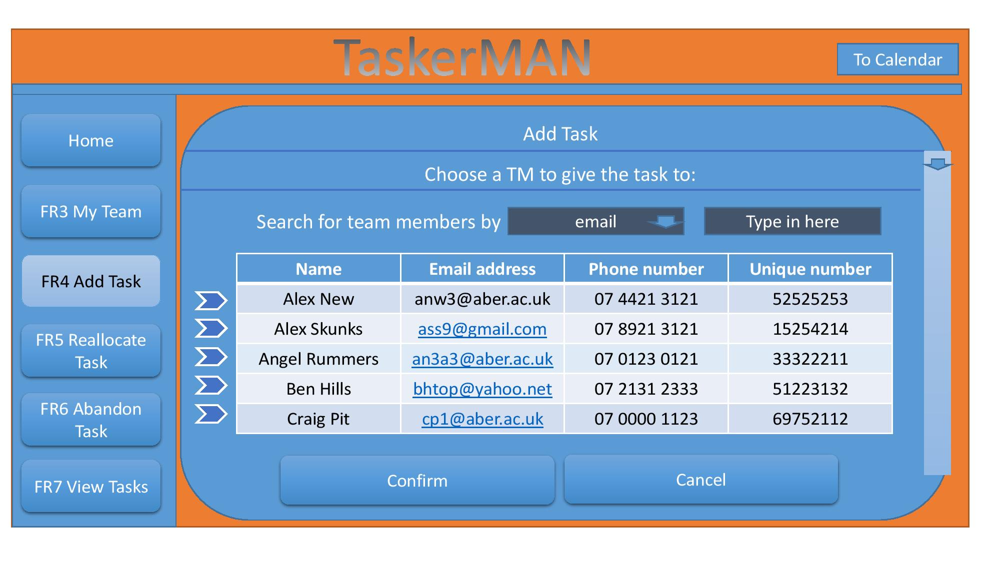 TaskerMAN
To Calendar
Home
FR3 My Team
FR4 Add Task
FR5 Reallocate
Task
FR6 Abandon
Task
FR7 View Tasks
Add Task
Choose a TM to give the task to:
Search for team members by email Type in here
Name Email address Phone number Unique number
Alex New anw3@aber.ac.uk 07 4421 3121 52525253
Alex Skunks ass9@gmail.com 07 8921 3121 15254214
Angel Rummers an3a3@aber.ac.uk 07 0123 0121 33322211
Ben Hills bhtop@yahoo.net 07 2131 2333 51223132
Craig Pit cp1@aber.ac.uk 07 0000 1123 69752112
Confirm Cancel